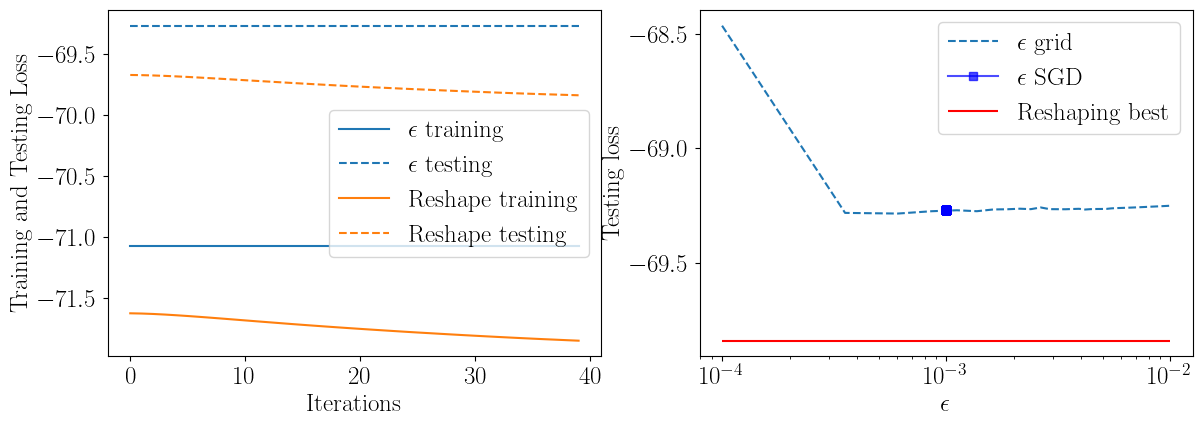 Training and Testing Loss
−69.5
−70.0
−70.5
−71.0
−71.5
ϵ training
ϵ testing
Reshape training
Reshape testing
0 10 20 30 40
Iterations
Testing loss
−68.5
−69.0
−69.5
ϵ grid
ϵ SGD
Reshaping best
10⁻⁴ 10⁻³ 10⁻²
ϵ